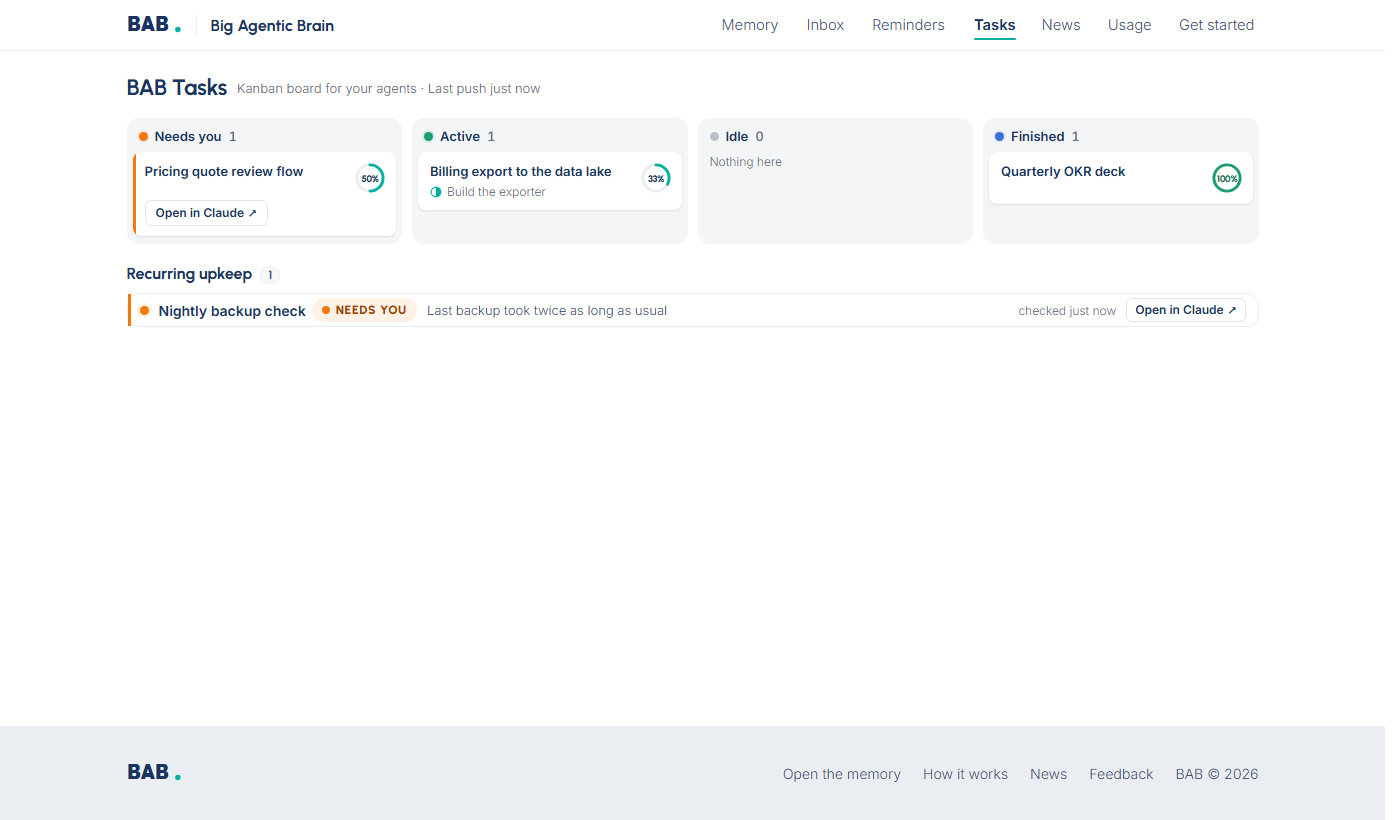 BAB. Big Agentic Brain Memory Inbox Reminders Tasks News Usage Get started
BAB Tasks Kanban board for your agents · Last push just now
Needs you 1
Pricing quote review flow 50%
Open in Claude ↗
Active 1
Billing export to the data lake 33%
Build the exporter
Idle 0
Nothing here
Finished 1
Quarterly OKR deck 100%
Recurring upkeep 1
Nightly backup check NEEDS YOU Last backup took twice as long as usual checked just now Open in Claude ↗
BAB. Open the memory How it works News Feedback BAB © 2026